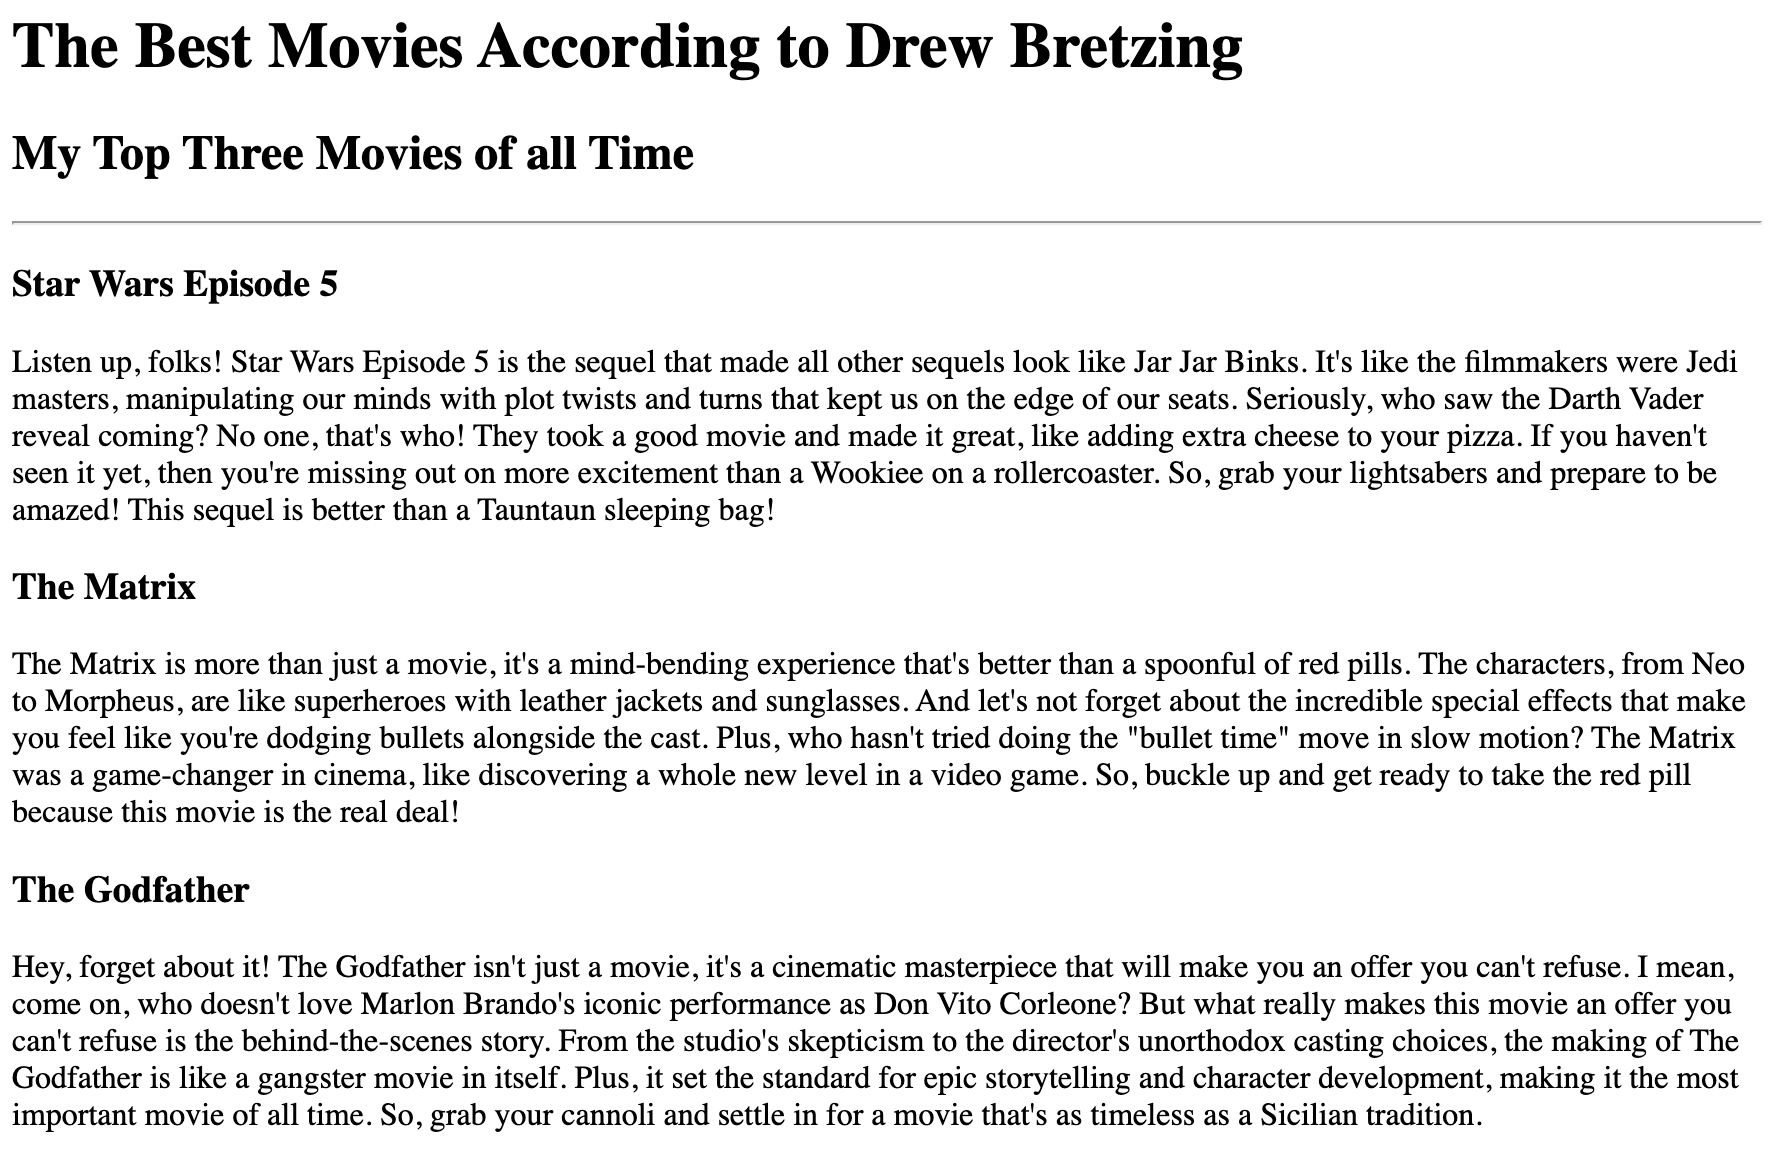 The Best Movies According to Drew Bretzing
My Top Three Movies of all Time
Star Wars Episode 5
Listen up, folks! Star Wars Episode 5 is the sequel that made all other sequels look like Jar Jar Binks. It's like the filmmakers were Jedi
masters, manipulating our minds with plot twists and turns that kept us on the edge of our seats. Seriously, who saw the Darth Vader
reveal coming? No one, that's who! They took a good movie and made it great, like adding extra cheese to your pizza. If you haven't
seen it yet, then you're missing out on more excitement than a Wookiee on a rollercoaster. So, grab your lightsabers and prepare to be
amazed! This sequel is better than a Tauntaun sleeping bag!
The Matrix
The Matrix is more than just a movie, it's a mind-bending experience that's better than a spoonful of red pills. The characters, from Neo
to Morpheus, are like superheroes with leather jackets and sunglasses. And let's not forget about the incredible special effects that make
you feel like you're dodging bullets alongside the cast. Plus, who hasn't tried doing the "bullet time" move in slow motion? The Matrix
was a game-changer in cinema, like discovering a whole new level in a video game. So, buckle up and get ready to take the red pill
because this movie is the real deal!
The Godfather
Hey, forget about it! The Godfather isn't just a movie, it's a cinematic masterpiece that will make you an offer you can't refuse. I mean,
come on, who doesn't love Marlon Brando's iconic performance as Don Vito Corleone? But what really makes this movie an offer you
can't refuse is the behind-the-scenes story. From the studio's skepticism to the director's unorthodox casting choices, the making of The
Godfather is like a gangster movie in itself. Plus, it set the standard for epic storytelling and character development, making it the most
important movie of all time. So, grab your cannoli and settle in for a movie that's as timeless as a Sicilian tradition.